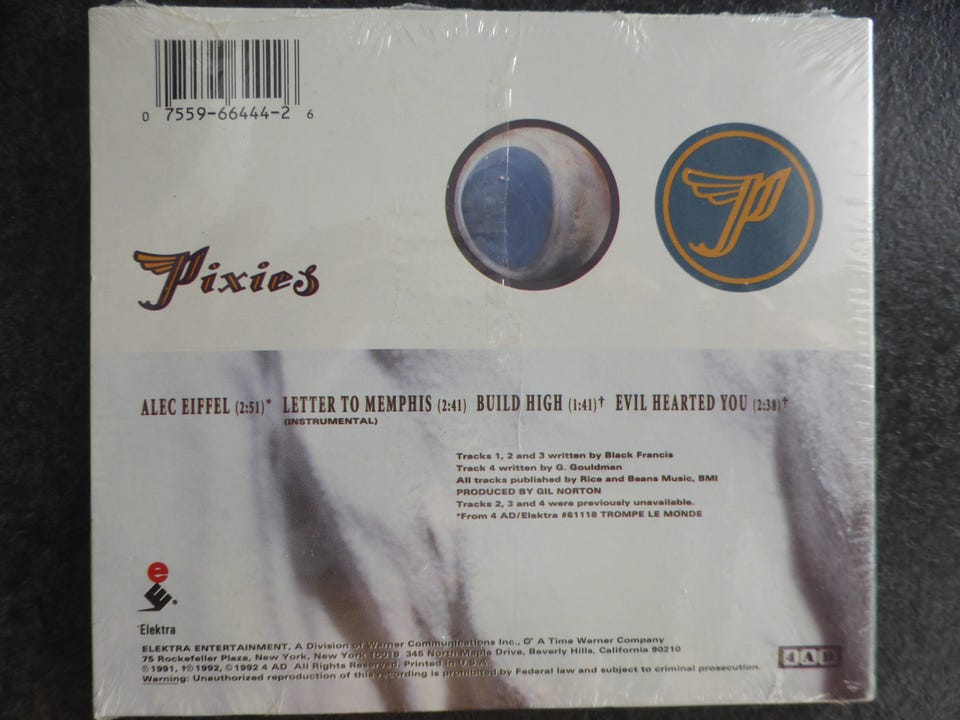 0 7559-66444-2 6
P
Pixies
ALEC EIFFEL (2:51)* LETTER TO MEMPHIS (2:41) BUILD HIGH (1:41)† EVIL HEARTED YOU (2:38)†
(INSTRUMENTAL)
Tracks 1, 2 and 3 written by Black Francis
Track 4 written by G. Gouldman
All tracks published by Rice and Beans Music, BMI
PRODUCED BY GIL NORTON
Tracks 2, 3 and 4 were previously unavailable.
*From 4 AD/Elektra #61118 TROMPE LE MONDE
e
Elektra
ELEKTRA ENTERTAINMENT, A Division of Warner Communications Inc., A Time Warner Company
75 Rockefeller Plaza, New York, New York 10019 345 North Maple Drive, Beverly Hills, California 90210
℗1991, †℗1992, ©1992 4 AD All Rights Reserved. Printed in U.S.A.
Warning: Unauthorized reproduction of this recording is prohibited by Federal law and subject to criminal prosecution.
4AD